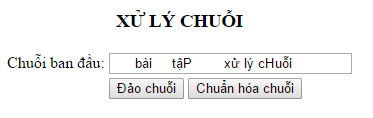 XỬ LÝ CHUỖI
Chuỗi ban đầu: bài tậP xử lý cHuỗi
Đảo chuỗi Chuẩn hóa chuỗi